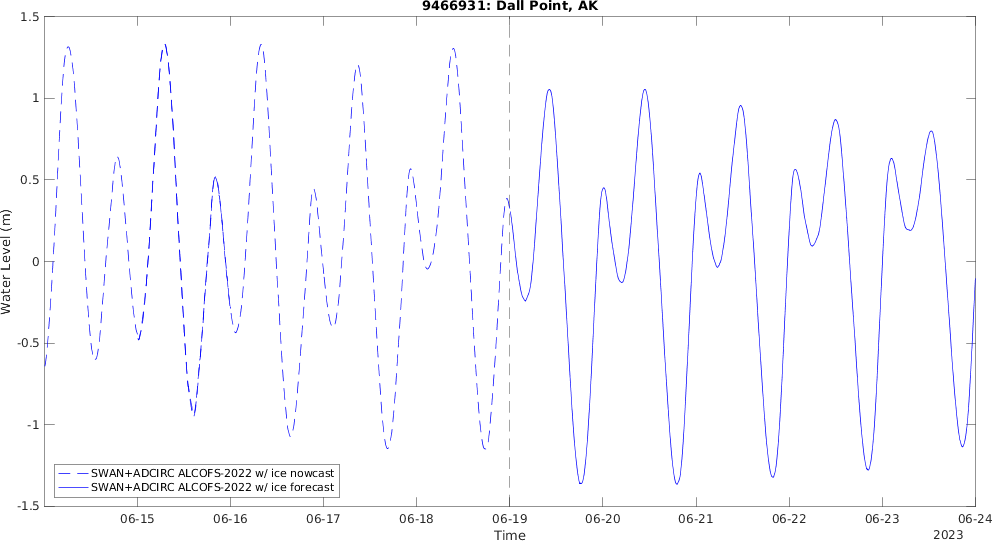 9466931: Dall Point, AK
1.5
1
0.5
0
-0.5
-1
-1.5
Water Level (m)
SWAN+ADCIRC ALCOFS-2022 w/ ice nowcast
SWAN+ADCIRC ALCOFS-2022 w/ ice forecast
06-15 06-16 06-17 06-18 06-19 06-20 06-21 06-22 06-23 06-24
Time
2023